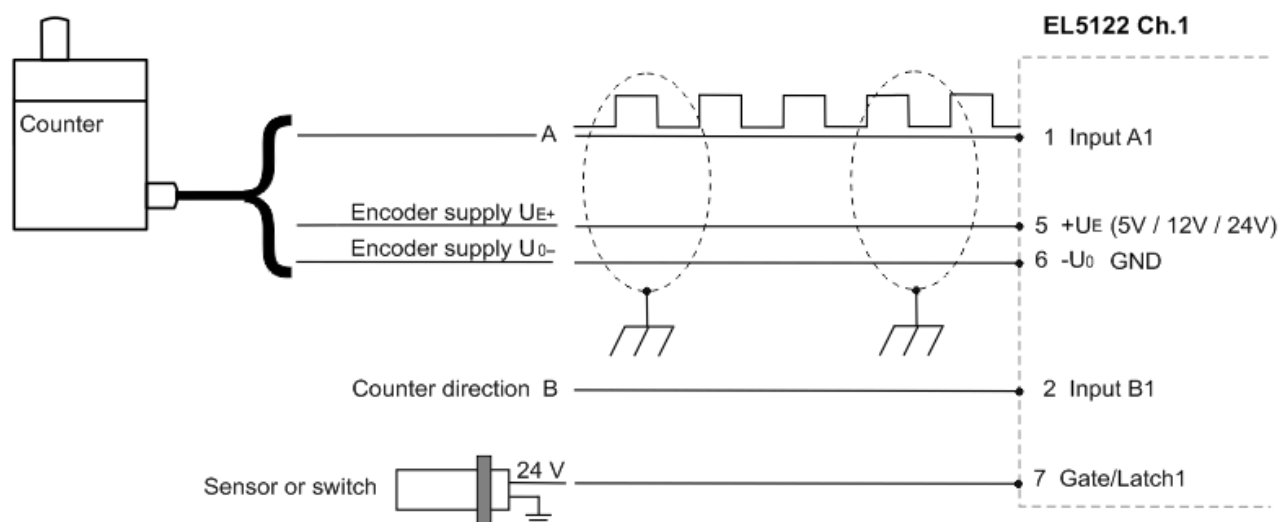 EL5122 Ch.1
Counter
A
1 Input A1
Encoder supply UE+
5 +UE (5V / 12V / 24V)
Encoder supply U0–
6 -U0 GND
Counter direction B
2 Input B1
24 V
Sensor or switch
7 Gate/Latch1